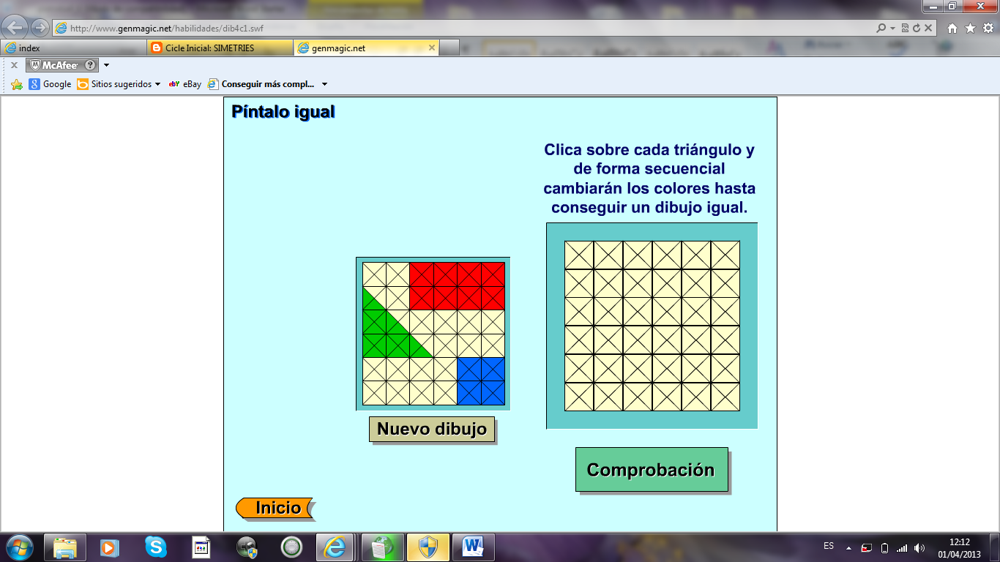 http://www.genmagic.net/habilidades/dib4c1.swf
index
Cicle Inicial: SIMETRIES
genmagic.net
McAfee
Google
Sitios sugeridos
eBay
Conseguir más compl...
Píntalo igual
Clica sobre cada triángulo y
de forma secuencial
cambiarán los colores hasta
conseguir un dibujo igual.
Nuevo dibujo
Comprobación
Inicio
ES
12:12
01/04/2013